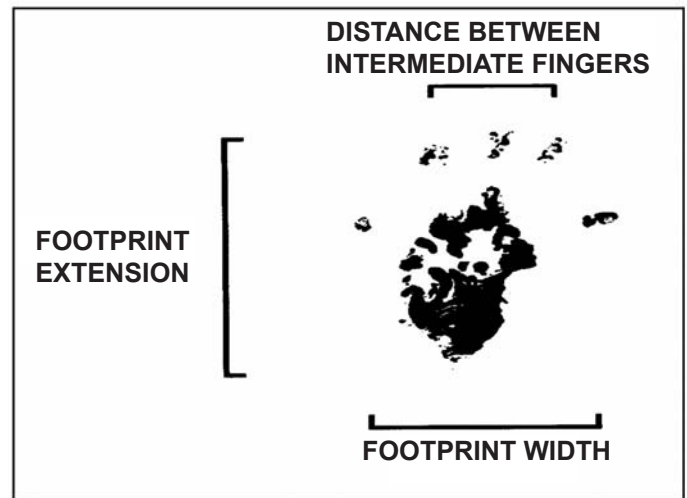 DISTANCE BETWEEN
INTERMEDIATE FINGERS
FOOTPRINT
EXTENSION
FOOTPRINT WIDTH